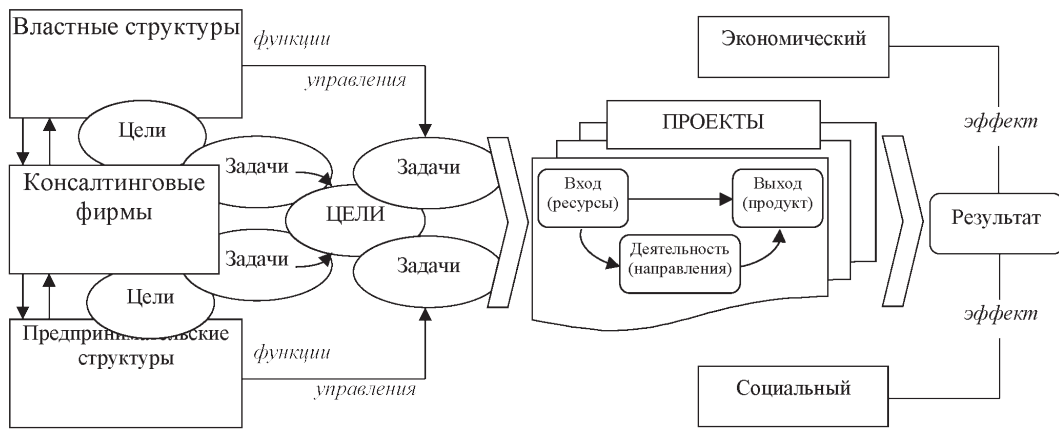 Властные структуры
функции
управления
Цели
Задачи
Консалтинговые
фирмы
ЦЕЛИ
Задачи
Задачи
Задачи
Цели
Предпринимательские
структуры
функции
управления
ПРОЕКТЫ
Вход
(ресурсы)
Выход
(продукт)
Деятельность
(направления)
Экономический
эффект
Результат
эффект
Социальный